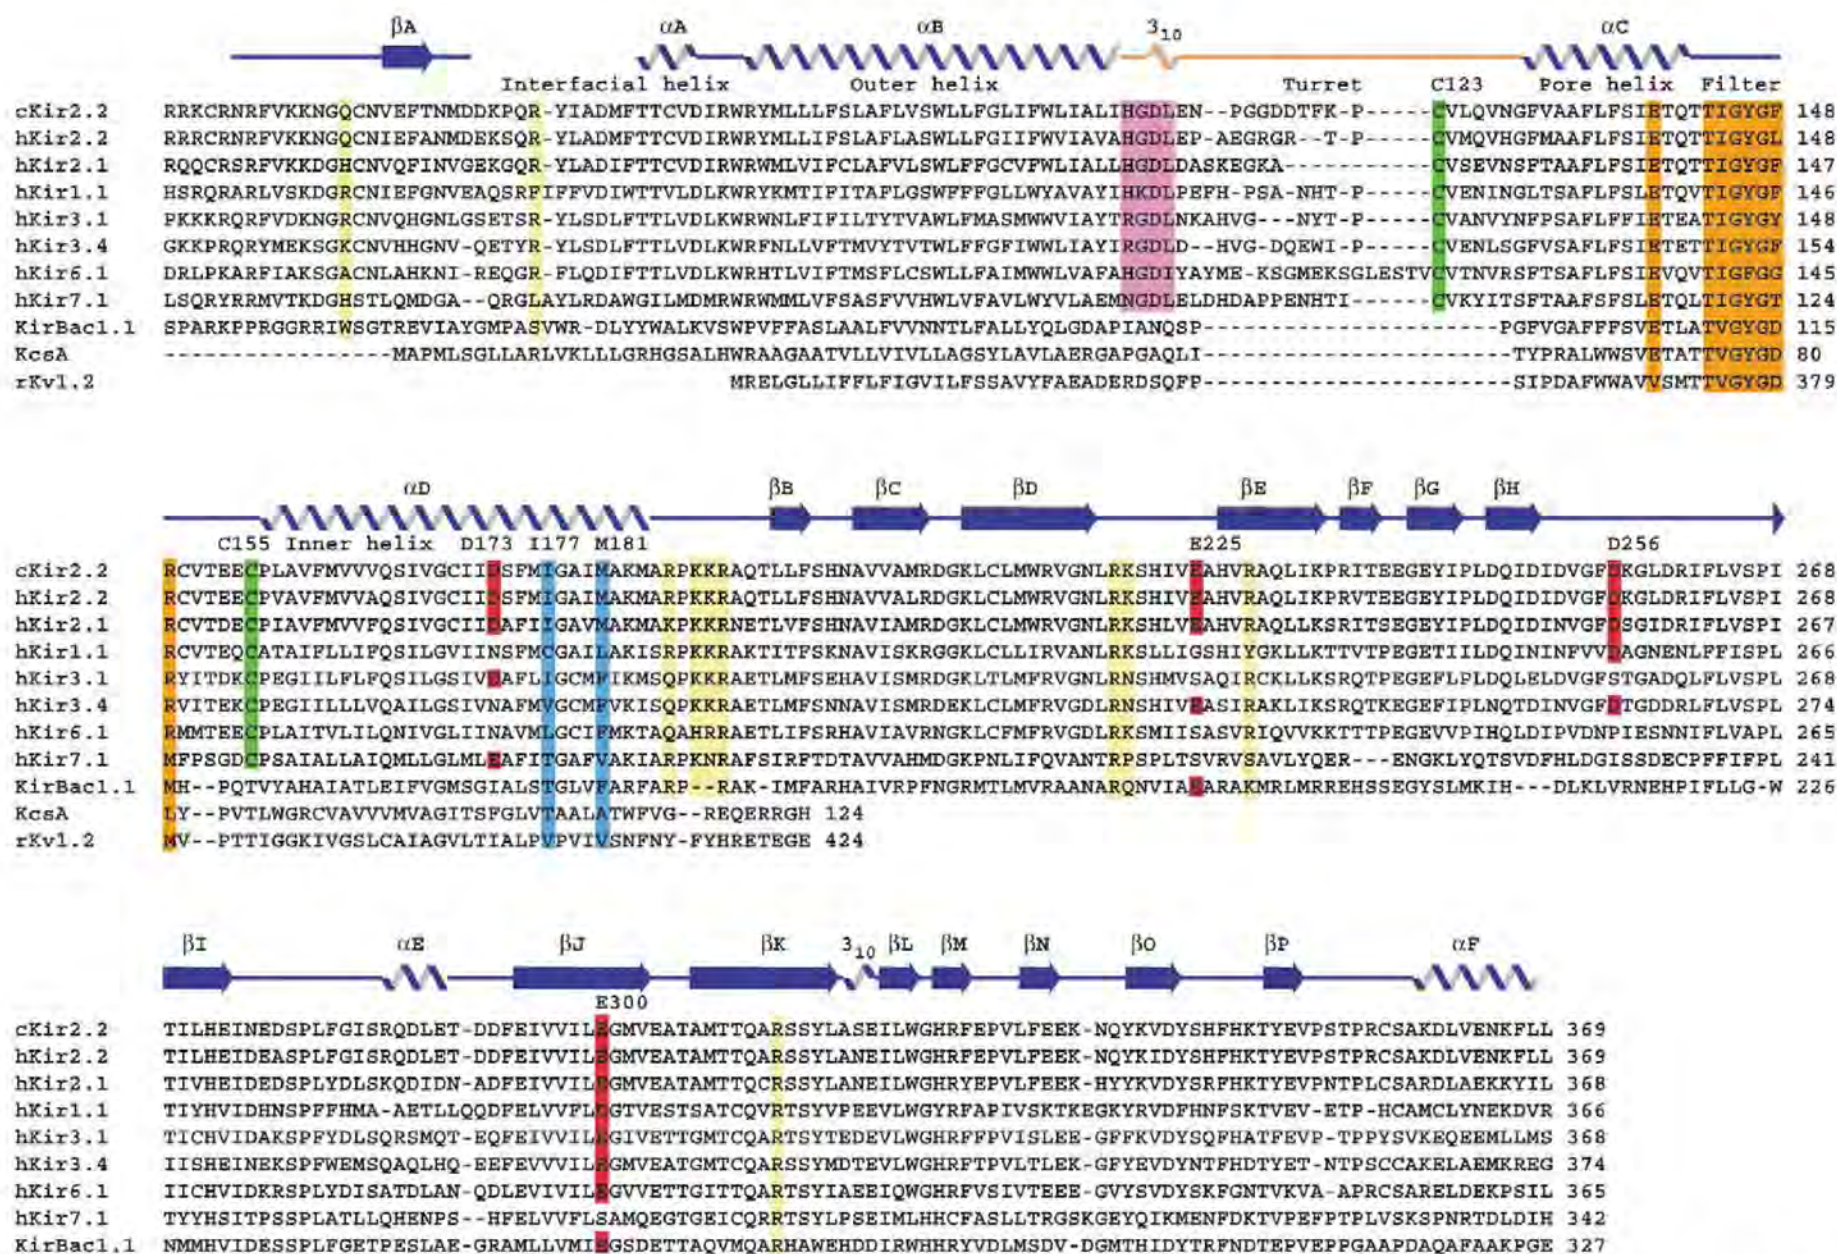 βA αA αB 3₁₀ αC
Interfacial helix Outer helix Turret C123 Pore helix Filter
cKir2.2 RRKCRNRFVKKNGQCNVEFTNMDDKPQR-YIADMFTTCVDIRWRYMLLLFSLAFLVSWLLFGLIFWLIALIHGDLEN--PGGDDTFK-P-----CVLQVNGFVAAFLFSIETQTTIGYGF 148
hKir2.2 RRRCRNRFVKKNGQCNIEFANMDEKSQR-YLADMFTTCVDIRWRYMLLIFSLAFLASWLLFGIIFWVIAVAHGDLEP-AEGRGR--T-P-----CVMQVHGFMAAFLFSIETQTTIGYGL 148
hKir2.1 RQQCRSRFVKKDGHCNVQFINVGEKGQR-YLADIFTTCVDIRWRWMLVIFCLAFVLSWLFFGCVFWLIALLHGDLDASKEGKA----------CVSEVNSFTAAFLFSIETQTTIGYGF 147
hKir1.1 HSRQRARLVSKDGRCNIEFGNVEAQSRFIFFVDIWTTVLDLKWRYKMTIFITAFLGSWFFFGLLWYAVAYIHKDLPEFH-PSA-NHT-P-----CVENINGLTSAFLFSLETQVTIGYGF 146
hKir3.1 PKKKRQRFVDKNGRCNVQHGNLGSETSR-YLSDLFTTLVDLKWRWNLFIFILTYTVAWLFMASMWWVIAYTRGDLNKAHVG---NYT-P-----CVANVYNFPSAFLFFIETEATIGYGY 148
hKir3.4 GKKPRQRYMEKSGKCNVHHGNV-QETYR-YLSDLFTTLVDLKWRFNLLVFTMVYTVTWLFFGFIWWLIAYIRGDLD--HVG-DQEWI-P-----CVENLSGFVSAFLFSIETETTIGYGF 154
hKir6.1 DRLPKARFIAKSGACNLAHKNI-REQGR-FLQDIFTTLVDLKWRHTLVIFTMSFLCSWLLFAIMWWLVAFAHGDIYAYME-KSGMEKSGLESTVCVTNVRSFTSAFLFSIEVQVTIGFGG 145
hKir7.1 LSQRYRRMVTKDGHSTLQMDGA--QRGLAYLRDAWGILMDMRWRWMMLVFSASFVVHWLVFAVLWYVLAEMNGDLELDHDAPPENHTI------CVKYITSFTAAFSFSLETQLTIGYGT 124
KirBac1.1 SPARKPPRGGRRIWSGTREVIAYGMPASVWR-DLYYWALKVSWPVFFASLAALFVVNNTLFALLYQLGDAPIANQSP-----------------------PGFVGAFFFSVETLATVGYGD 115
KcsA -----------------MAPMLSGLLARLVKLLLGRHGSALHWRAAGAATVLLVIVLLAGSYLAVLAERGAPGAQLI------------------------TYPRALWWSVETATTVGYGD 80
rKv1.2 MRELGLLIFFLFIGVILFSSAVYFAEADERDSQFP------------------------SIPDAFWWAVVSMTTVGYGD 379
αD βB βC βD βE βF βG βH
C155 Inner helix D173 I177 M181 E225 D256
cKir2.2 RCVTEECPLAVFMVVVQSIVGCIIDSFMIGAIMAKMARPKKRAQTLLFSHNAVVAMRDGKLCLMWRVGNLRKSHIVEAHVRAQLIKPRITEEGEYIPLDQIDIDVGFDKGLDRIFLVSPI 268
hKir2.2 RCVTEECPVAVFMVVAQSIVGCIIDSFMIGAIMAKMARPKKRAQTLLFSHNAVVALRDGKLCLMWRVGNLRKSHIVEAHVRAQLIKPRVTEEGEYIPLDQIDIDVGFDKGLDRIFLVSPI 268
hKir2.1 RCVTDECPIAVFMVVFQSIVGCIIDAFIIGAVMAKMAKPKKRNETLVFSHNAVIAMRDGKLCLMWRVGNLRKSHLVEAHVRAQLLKSRITSEGEYIPLDQIDINVGFDSGIDRIFLVSPI 267
hKir1.1 RCVTEQCATAIFLLIFQSILGVIINSFMCGAILAKISRPKKRAKTITFSKNAVISKRGGKLCLLIRVANLRKSLLIGSHIYGKLLKTTVTPEGETIILDQININFVVDAGNENLFFISPL 266
hKir3.1 RYITDKCPEGIILFLFQSILGSIVDAFLIGCMFIKMSQPKKRAETLMFSEHAVISMRDGKLTLMFRVGNLRNSHMVSAQIRCKLLKSRQTPEGEFLPLDQLELDVGFSTGADQLFLVSPL 268
hKir3.4 RVITEKCPEGIILLLVQAILGSIVNAFMVGCMFVKISQPKKRAETLMFSNNAVISMRDEKLCLMFRVGDLRNSHIVEASIRAKLIKSRQTKEGEFIPLNQTDINVGFDTGDDRLFLVSPL 274
hKir6.1 RMMTEECPLAITVLILQNIVGLIINAVMLGCIFMKTAQAHRRAETLIFSRHAVIAVRNGKLCFMFRVGDLRKSMIISASVRIQVVKKTTTPEGEVVPIHQLDIPVDNPIESNNIFLVAPL 265
hKir7.1 MFPSGDCPSAIALLAIQMLLGLMLEAFITGAFVAKIARPKNRAFSIRFTDTAVVAHMDGKPNLIFQVANTRPSPLTSVRVSAVLYQER---ENGKLYQTSVDFHLDGISSDECPFFIFPL 241
KirBac1.1 MH--PQTVYAHAIATLEIFVGMSGIALSTGLVFARFARP--RAK-IMFARHAIVRPFNGRMTLMVRAANARQNVIAEARAKMRLMRREHSSEGYSLMKIH---DLKLVRNEHPIFLLG-W 226
KcsA LY--PVTLWGRCVAVVVMVAGITSFGLVTAALATWFVG--REQERRGH 124
rKv1.2 MV--PTTIGGKIVGSLCAIAGVLTIALPVPVIVSNFNY-FYHRETEGE 424
βI αE βJ βK 3₁₀ βL βM βN βO βP αF
E300
cKir2.2 TILHEINEDSPLFGISRQDLET-DDFEIVVILEGMVEATAMTTQARSSYLASEILWGHRFEPVLFEEK-NQYKVDYSHFHKTYEVPSTPRCSAKDLVENKFLL 369
hKir2.2 TILHEIDEASPLFGISRQDLET-DDFEIVVILEGMVEATAMTTQARSSYLANEILWGHRFEPVLFEEK-NQYKIDYSHFHKTYEVPSTPRCSAKDLVENKFLL 369
hKir2.1 TIVHEIDEDSPLYDLSKQDIDN-ADFEIVVILEGMVEATAMTTQCRSSYLANEILWGHRYEPVLFEEK-HYYKVDYSRFHKTYEVPNTPLCSARDLAEKKYIL 368
hKir1.1 TIYHVIDHNSPFFHMA-AETLLQQDFELVVFLDGTVESTSATCQVRTSYVPEEVLWGYRFAPIVSKTKEGKYRVDFHNFSKTVEV-ETP-HCAMCLYNEKDVR 366
hKir3.1 TICHVIDAKSPFYDLSQRSMQT-EQFEIVVILEGIVETTGMTCQARTSYTEDEVLWGHRFFPVISLEE-GFFKVDYSQFHATFEVP-TPPYSVKEQEEMLLMS 368
hKir3.4 IISHEINEKSPFWEMSQAQLHQ-EEFEVVVILEGMVEATGMTCQARSSYMDTEVLWGHRFTPVLTLEK-GFYEVDYNTFHDTYET-NTPSCCAKELAEMKREG 374
hKir6.1 IICHVIDKRSPLYDISATDLAN-QDLEVIVILEGVVETTGITTQARTSYIAEEIQWGHRFVSIVTEEE-GVYSVDYSKFGNTVKVA-APRCSARELDEKPSIL 365
hKir7.1 TYYHSITPSSPLATLLQHENPS--HFELVVFLSAMQEGTGEICQRRTSYLPSEIMLHHCFASLLTRGSKGEYQIKMENFDKTVPEFPTPLVSKSPNRTDLDIH 342
KirBac1.1 NMMHVIDESSPLFGETPESLAE-GRAMLLVMIEGSDETTAQVMQARHAWEHDDIRWHHRYVDLMSDV-DGMTHIDYTRFNDTEPVEPPGAAPDAQAFAAKPGE 327